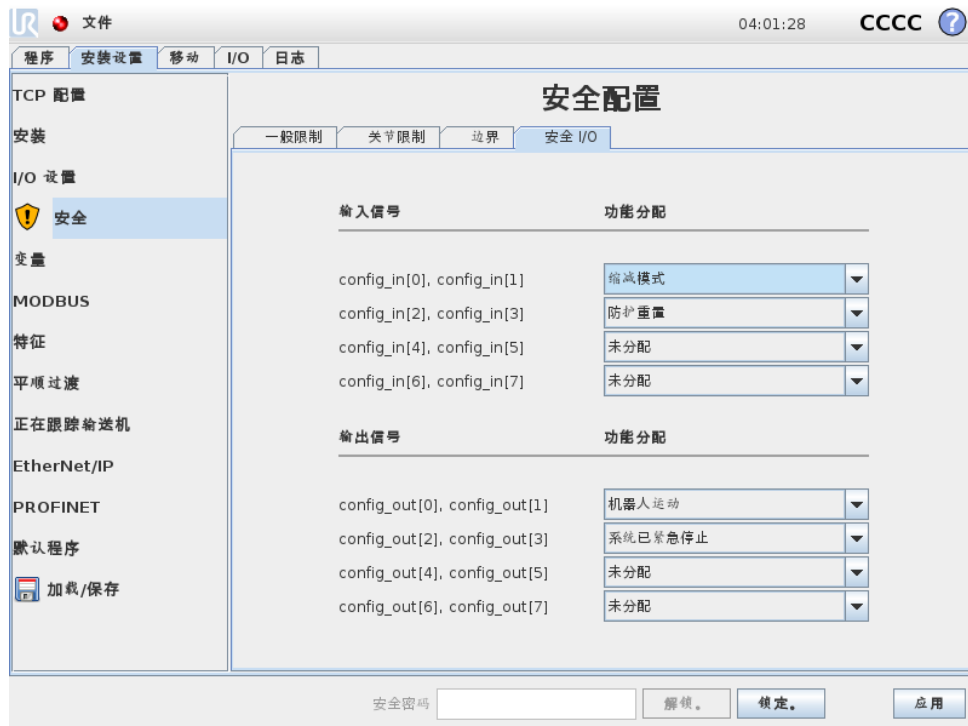 UR 文件 04:01:28 CCCC ?
程序 安装设置 移动 I/O 日志
TCP 配置
安装
I/O 设置
安全
变量
MODBUS
特征
平顺过渡
正在跟踪输送机
EtherNet/IP
PROFINET
默认程序
加载/保存
安全配置
一般限制 关节限制 边界 安全 I/O
输入信号 功能分配
config_in[0], config_in[1] 缩减模式
config_in[2], config_in[3] 防护重置
config_in[4], config_in[5] 未分配
config_in[6], config_in[7] 未分配
输出信号 功能分配
config_out[0], config_out[1] 机器人运动
config_out[2], config_out[3] 系统已紧急停止
config_out[4], config_out[5] 未分配
config_out[6], config_out[7] 未分配
安全密码 解锁。 锁定。 应用